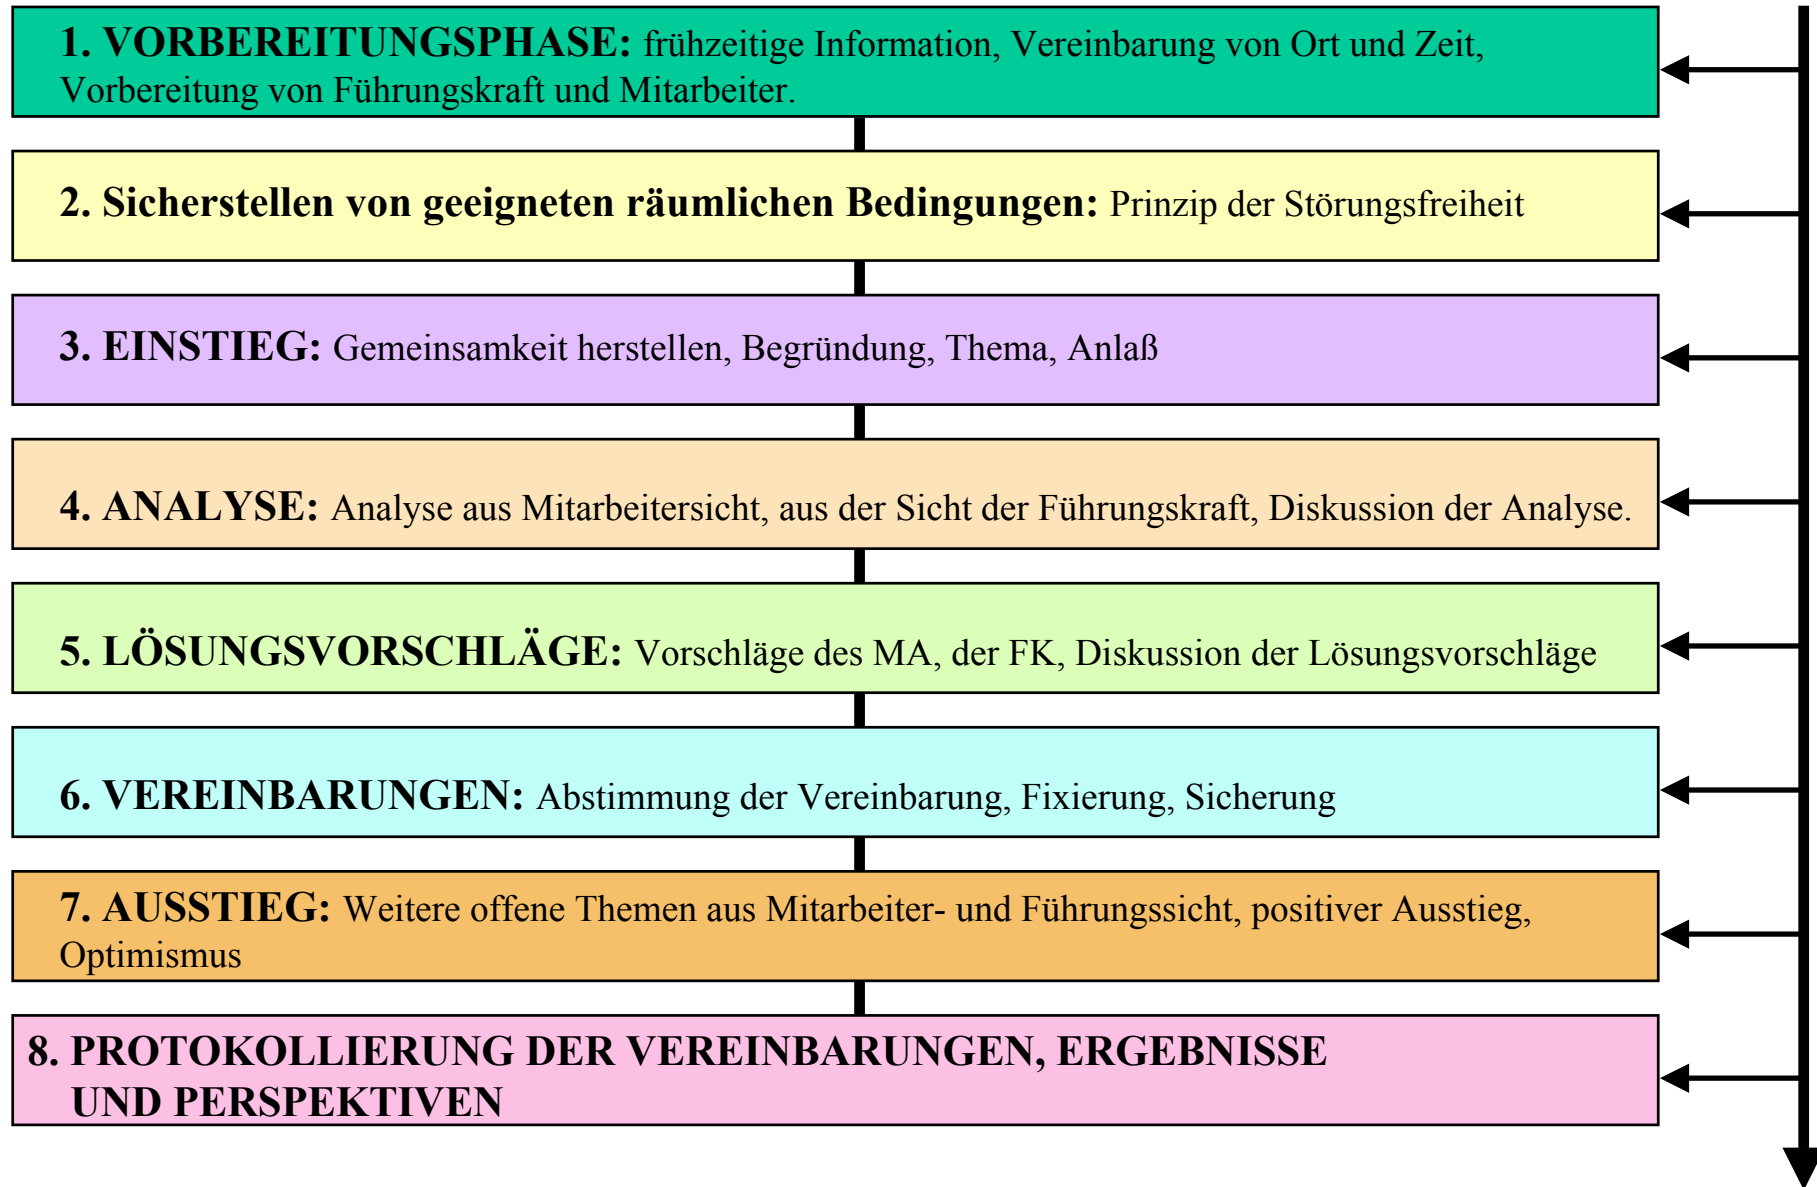 1. VORBEREITUNGSPHASE: frühzeitige Information, Vereinbarung von Ort und Zeit,
Vorbereitung von Führungskraft und Mitarbeiter.
2. Sicherstellen von geeigneten räumlichen Bedingungen: Prinzip der Störungsfreiheit
3. EINSTIEG: Gemeinsamkeit herstellen, Begründung, Thema, Anlaß
4. ANALYSE: Analyse aus Mitarbeitersicht, aus der Sicht der Führungskraft, Diskussion der Analyse.
5. LÖSUNGSVORSCHLÄGE: Vorschläge des MA, der FK, Diskussion der Lösungsvorschläge
6. VEREINBARUNGEN: Abstimmung der Vereinbarung, Fixierung, Sicherung
7. AUSSTIEG: Weitere offene Themen aus Mitarbeiter- und Führungssicht, positiver Ausstieg,
Optimismus
8. PROTOKOLLIERUNG DER VEREINBARUNGEN, ERGEBNISSE
UND PERSPEKTIVEN